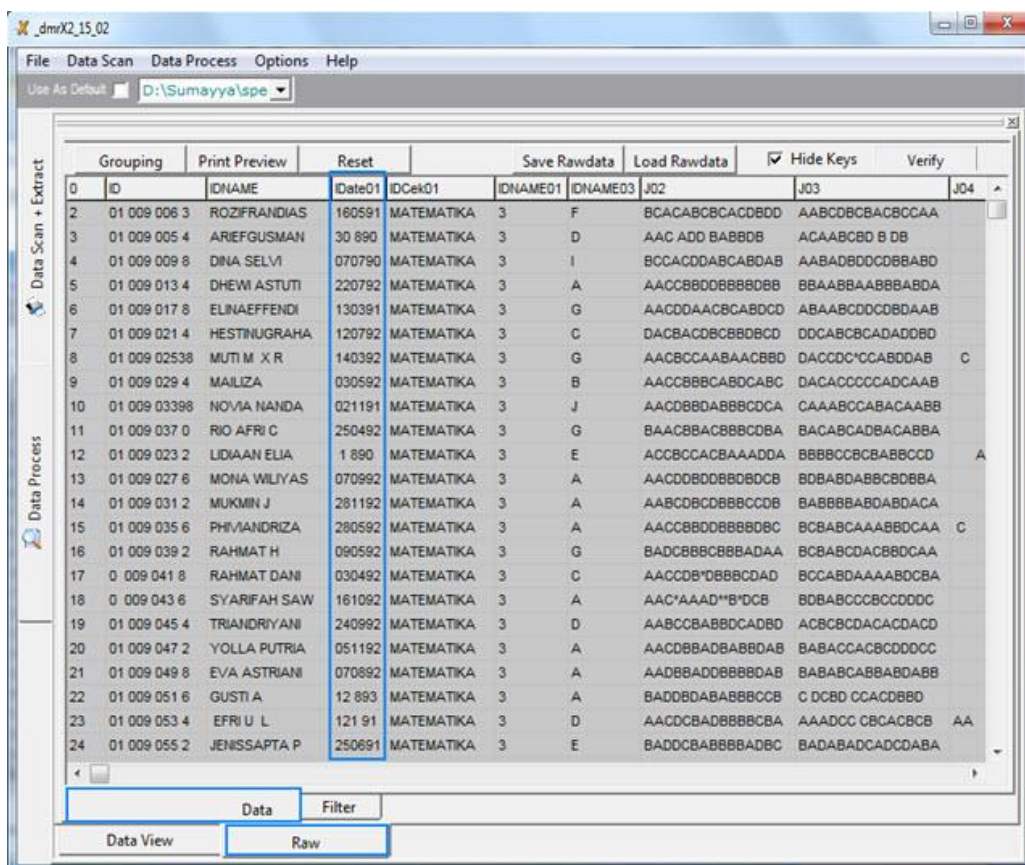 _dmrX2_15_02
File Data Scan Data Process Options Help
Use As Default D:\Sumayya\spe
Data Scan + Extract
Data Process
Grouping Print Preview Reset Save Rawdata Load Rawdata Hide Keys Verify
0 ID IDNAME IDate01 IDCek01 IDNAME01 IDNAME03 J02 J03 J04
2 01 009 006 3 ROZIFRANDIAS 160591 MATEMATIKA 3 F BCACABCBCACDBDD AABCDBCBACBCCAA
3 01 009 005 4 ARIEFGUSMAN 30 890 MATEMATIKA 3 D AAC ADD BABBDB ACAABCBD B DB
4 01 009 009 8 DINA SELVI 070790 MATEMATIKA 3 I BCCACDDABCABDAB AABADBDDCDBBABD
5 01 009 013 4 DHEWI ASTUTI 220792 MATEMATIKA 3 A AACCBBDDBBBBDBB BBAABBAABBBABDA
6 01 009 017 8 ELINAEFFENDI 130391 MATEMATIKA 3 G AACDDAACBCABDCD ABAABCDDCDBDAAB
7 01 009 021 4 HESTINUGRAHA 120792 MATEMATIKA 3 C DACBACDBCBBDBCD DDCABCBCADADDBD
8 01 009 02538 MUTI M X R 140392 MATEMATIKA 3 G AACBCCAABAACBBD DACCDC*CCABDDAB C
9 01 009 029 4 MAILIZA 030592 MATEMATIKA 3 B AACCBBBCABDCABC DACACCCCCADCAAB
10 01 009 03398 NOVIA NANDA 021191 MATEMATIKA 3 J AACDBBDABBBCDCA CAAABCCABACAABB
11 01 009 037 0 RIO AFRI C 250492 MATEMATIKA 3 G BAACBBACBBBCDBA BACABCADBACABBA
12 01 009 023 2 LIDIAAN ELIA 1 890 MATEMATIKA 3 E ACCBCCACBAAADDA BBBBCCBCBABBCCD A
13 01 009 027 6 MONA WILIYAS 070992 MATEMATIKA 3 A AACDDBDDBBDBDCB BDBABDABBCBDBBA
14 01 009 031 2 MUKMIN J 281192 MATEMATIKA 3 A AABCDBCDBBBCCDB BABBBBABDABDACA
15 01 009 035 6 PHIVIANDRIZA 280592 MATEMATIKA 3 A AACCBBDDBBBBDBC BCBABCAAABBDCAA C
16 01 009 039 2 RAHMAT H 090592 MATEMATIKA 3 G BADCBBBCBBBADAA BCBABCDACBBDCAA
17 0 009 041 8 RAHMAT DANI 030492 MATEMATIKA 3 C AACCDB*DBBBCDAD BCCABDAAAABDCBA
18 0 009 043 6 SYARIFAH SAW 161092 MATEMATIKA 3 A AAC*AAAD**B*DCB BDBABCCCBCCDDDC
19 01 009 045 4 TRIANDRIYANI 240992 MATEMATIKA 3 D AABCCBABBDCADBD ACBCBCDACACDACD
20 01 009 047 2 YOLLA PUTRIA 051192 MATEMATIKA 3 A AACDBBADBABBDAB BABACCACBCDDDCC
21 01 009 049 8 EVA ASTRIANI 070892 MATEMATIKA 3 A AADBBADDBBBBDAB BABABCABBABDABB
22 01 009 051 6 GUSTI A 12 893 MATEMATIKA 3 A BADDBDABABBBCCB C DCBD CCACDBBD
23 01 009 053 4 EFRI U L 121 91 MATEMATIKA 3 D AACDCBADBBBBCBA AAADCC CBCACBCB AA
24 01 009 055 2 JENISSAPTA P 250691 MATEMATIKA 3 E BADDCBABBBBADBC BADABADCADCDABA
Data Filter
Data View Raw